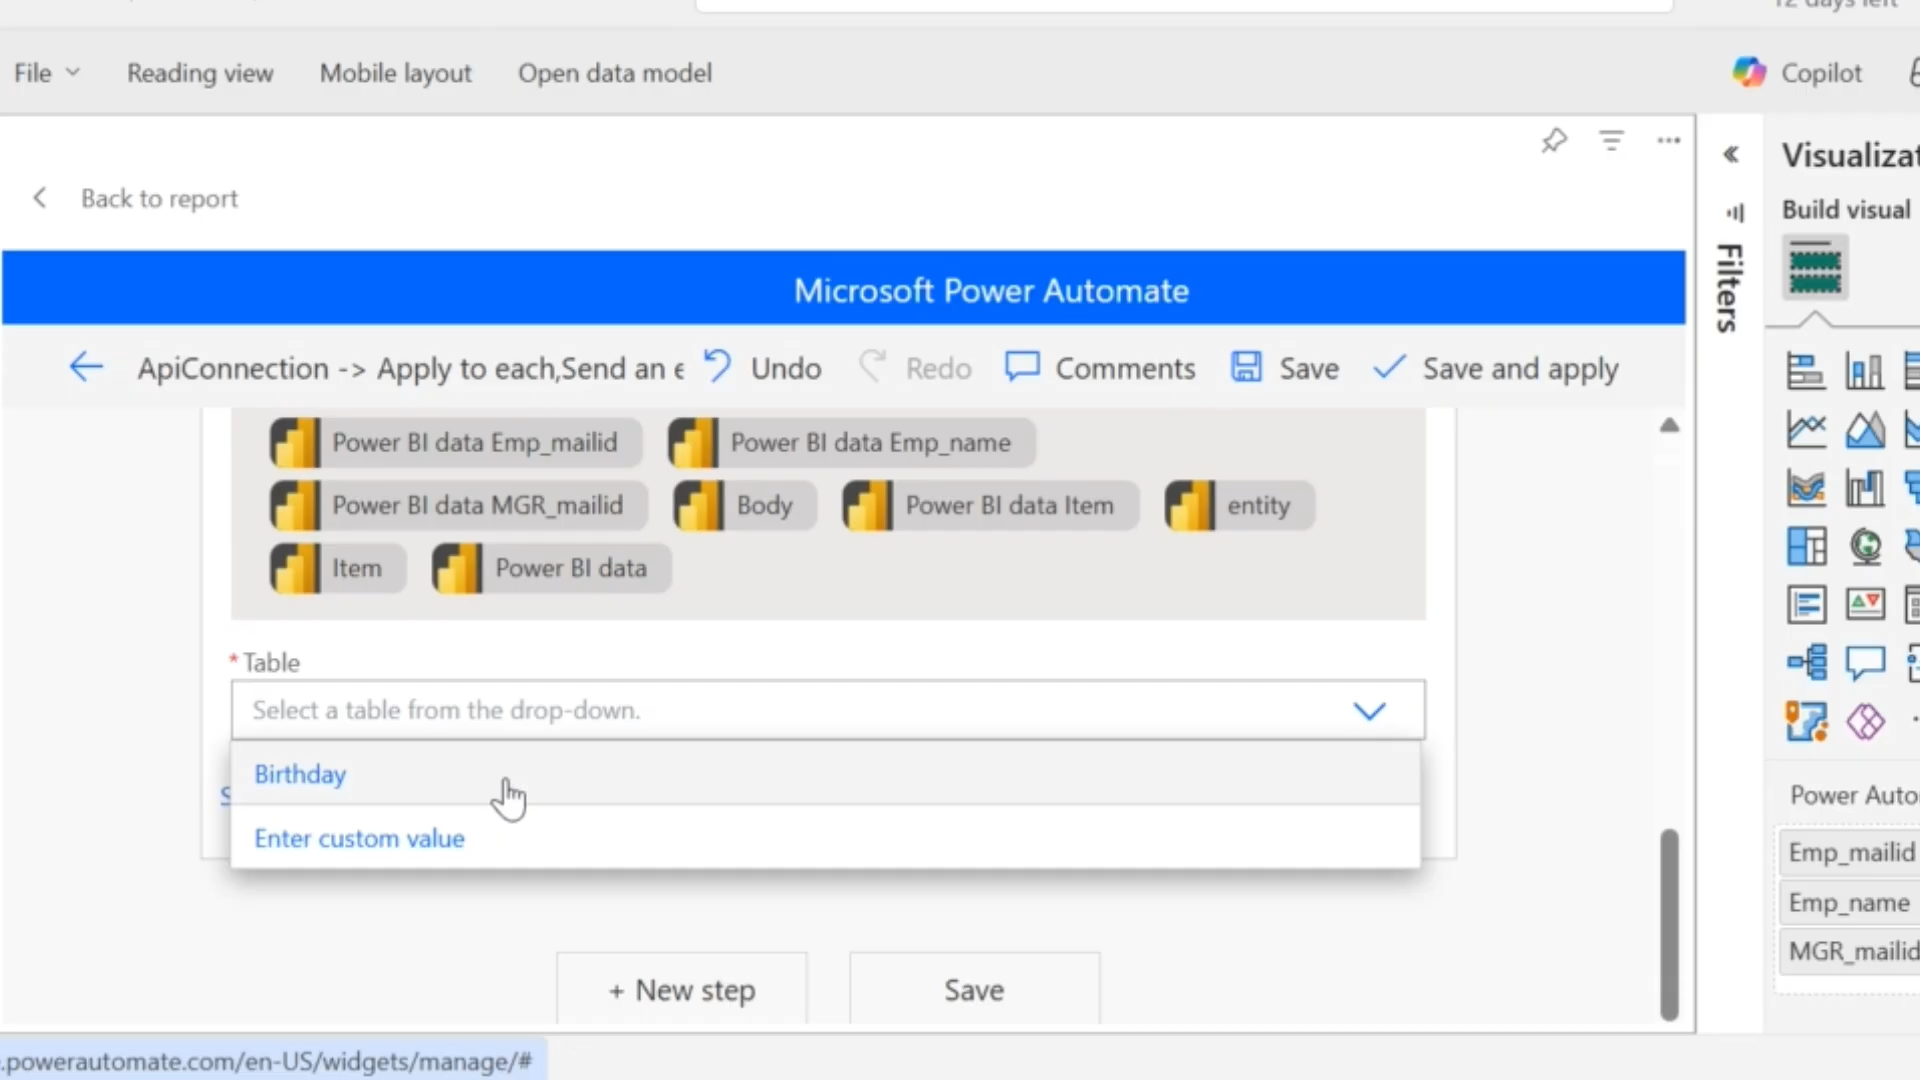 File
Reading view
Mobile layout
Open data model
Copilot
Back to report
Visualizat
Build visual
Filters
Microsoft Power Automate
ApiConnection -> Apply to each,Send an e
Undo
Redo
Comments
Save
Save and apply
Power BI data Emp_mailid
Power BI data Emp_name
Power BI data MGR_mailid
Body
Power BI data Item
entity
Item
Power BI data
* Table
Select a table from the drop-down.
Birthday
Enter custom value
+ New step
Save
Power Auto
Emp_mailid
Emp_name
MGR_mailid
.powerautomate.com/en-US/widgets/manage/#